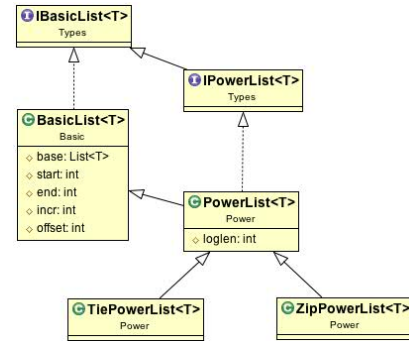 I IBasicList<T>
Types
I IPowerList<T>
Types
C BasicList<T>
Basic
base: List<T>
start: int
end: int
incr: int
offset: int
C PowerList<T>
Power
loglen: int
C TiePowerList<T>
Power
C ZipPowerList<T>
Power